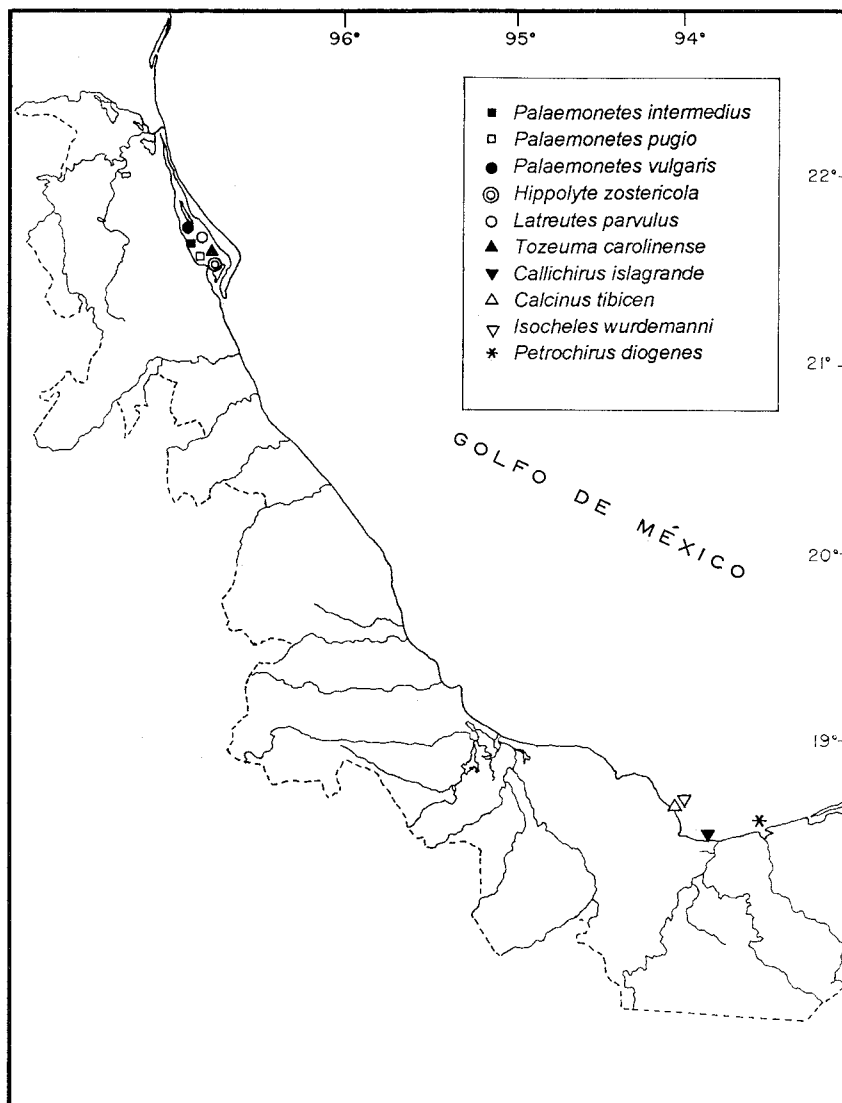 96° 95° 94°
Palaemonetes intermedius
Palaemonetes pugio
Palaemonetes vulgaris
Hippolyte zostericola
Latreutes parvulus
Tozeuma carolinense
Callichirus islagrande
Calcinus tibicen
Isocheles wurdemanni
Petrochirus diogenes
22°
21°
GOLFO DE MÉXICO
20°
19°